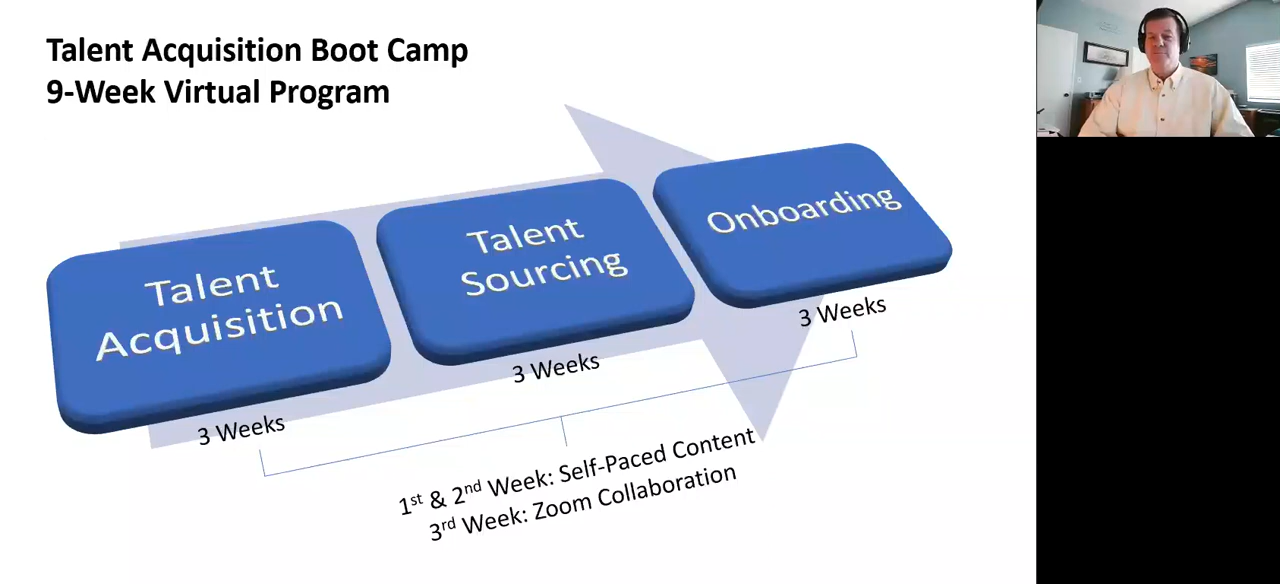 Talent Acquisition Boot Camp
9-Week Virtual Program
Talent
Acquisition
Talent
Sourcing
Onboarding
3 Weeks
3 Weeks
3 Weeks
1st & 2nd Week: Self-Paced Content
3rd Week: Zoom Collaboration